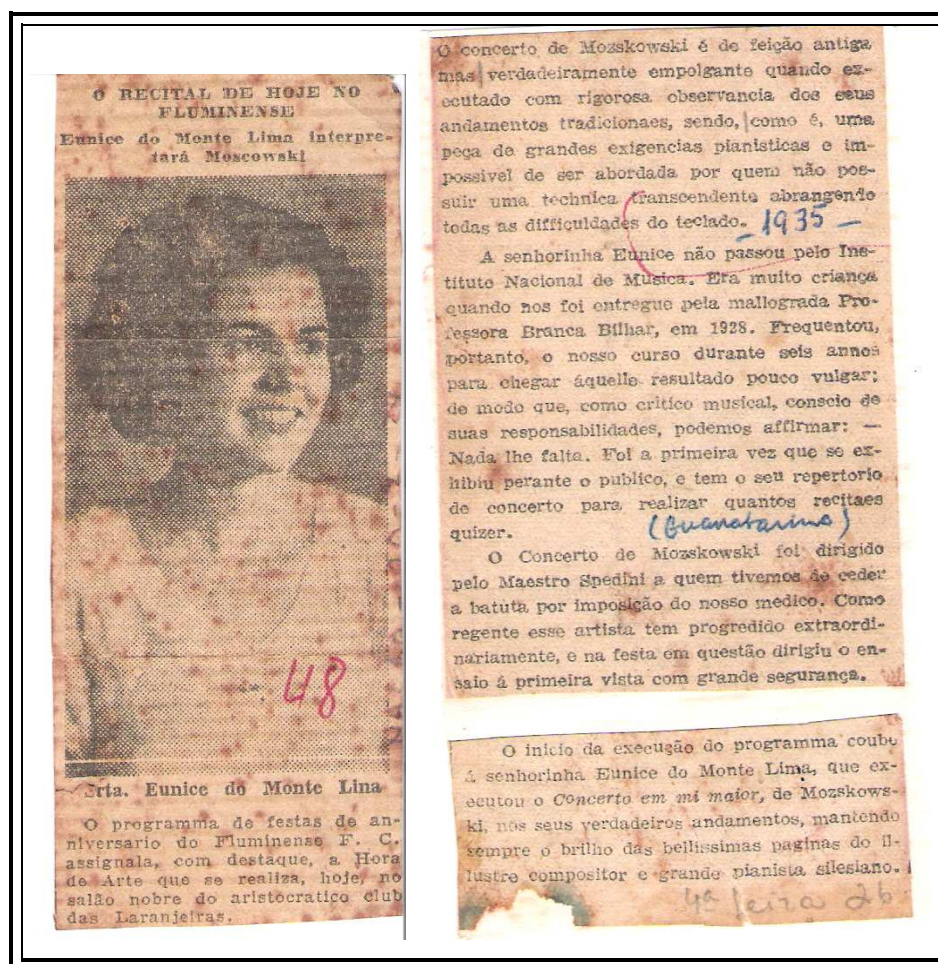 O RECITAL DE HOJE NO
FLUMINENSE
Eunice do Monte Lima interpre-
tará Moscowski
48
Srta. Eunice do Monte Lina
O programma de festas de an-
niversario do Fluminense F. C.
assignala, com destaque, a Hora
de Arte que se realiza, hoje, no
salão nobre do aristocratico club
das Laranjeiras.
O concerto de Mozskowski é de feição antiga
mas verdadeiramente empolgante quando ex-
ecutado com rigorosa observancia dos seus
andamentos tradicionaes, sendo, como é, uma
peça de grandes exigencias pianisticas e im-
possivel de ser abordada por quem não pos-
suir uma technica transcendente abrangendo
todas as difficuldades do teclado. - 1935 -
A senhorinha Eunice não passou pelo Ins-
tituto Nacional de Musica. Era muito criança
quando nos foi entregue pela mallograda Pro-
fessora Branca Bilhar, em 1928. Frequentou,
portanto, o nosso curso durante seis annos
para chegar áquelle resultado pouco vulgar;
de modo que, como critico musical, conscio de
suas responsabilidades, podemos affirmar: —
Nada lhe falta. Foi a primeira vez que se ex-
hibiu perante o publico, e tem o seu repertorio
de concerto para realizar quantos recitaes
quizer. (Guanabarino)
O Concerto de Mozskowski foi dirigido
pelo Maestro Spedini a quem tivemos de ceder
a batuta por imposição do nosso medico. Como
regente esse artista tem progredido extraordi-
nariamente, e na festa em questão dirigiu o en-
saio á primeira vista com grande segurança.
O inicio da execução do programma coube
á senhorinha Eunice do Monte Lima, que ex-
ecutou o Concerto em mi maior, de Mozskows-
ki, nos seus verdadeiros andamentos, mantendo
sempre o brilho das bellissimas paginas do il-
lustre compositor e grande pianista silesiano.
4ª feira 26